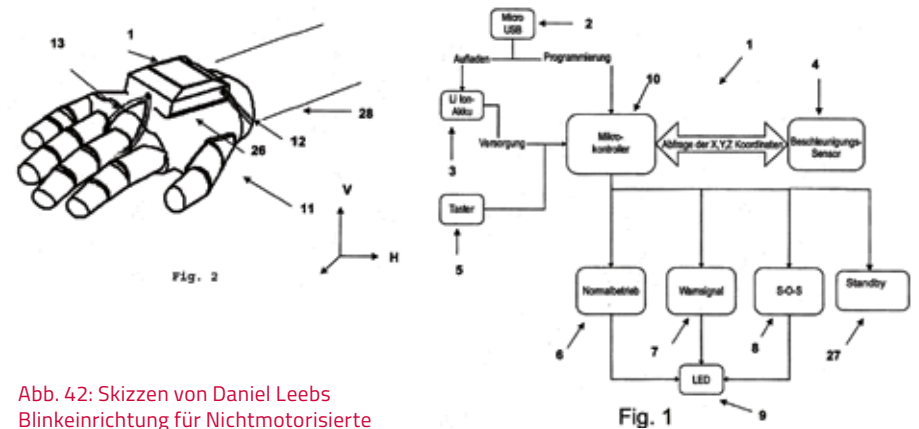 13
1
28
12
26
11
V
H
Fig. 2
Micro
USB
2
Aufladen
Programmierung
1
10
4
Li Ion-
Akku
3
Versorgung
Mikro-
kontroller
Abfrage der X,Y,Z Koordinaten
Beschleunigungs-
Sensor
Taster
5
Normalbetrieb
Warnsignal
S-O-S
Standby
6
7
8
27
LED
9
Fig. 1
Abb. 42: Skizzen von Daniel Leebs
Blinkeinrichtung für Nichtmotorisierte